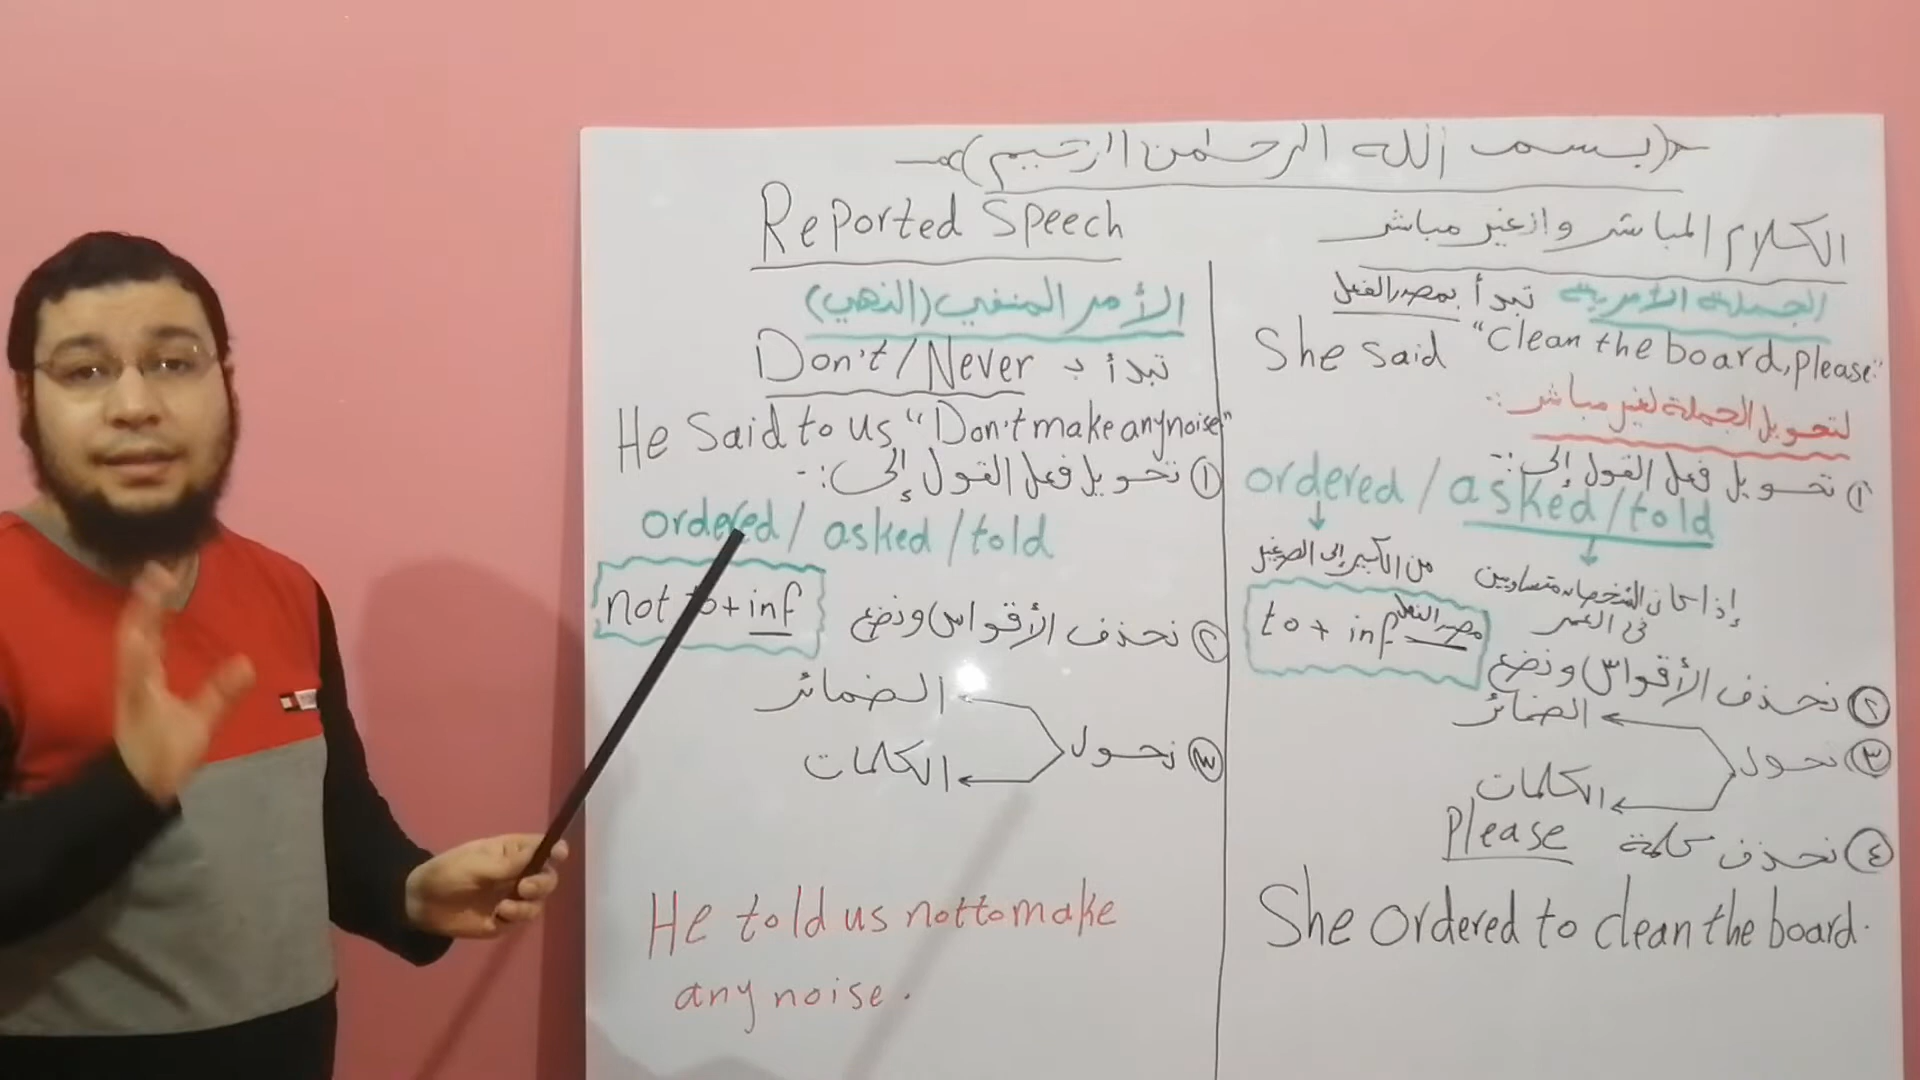 بسم الله الرحمن الرحيم
Reported Speech
الكلام المباشر والغير مباشر
الأمر المنفي (النهي)
تبدأ بـ Don't / Never
He Said to us "Don't make any noise"
① تحويل فعل القول إلى :-
ordered / asked / told
② نحذف الأقواس ونضع not to + inf
③ نحول
الضمائر
الكلمات
He told us not to make
any noise.
الجملة الأمرية تبدأ بمصدر الفعل
She said "Clean the board, please."
لتحويل الجملة لغير مباشر :-
① تحويل فعل القول إلى :-
ordered / asked / told
من الكبير إلى الصغير
إذا كان الشخصان متساويين
فى العمر
② نحذف الأقواس ونضع to + inf مصدر الفعل
③ نحول
الضمائر
الكلمات
④ نحذف كلمة Please
She ordered to clean the board.